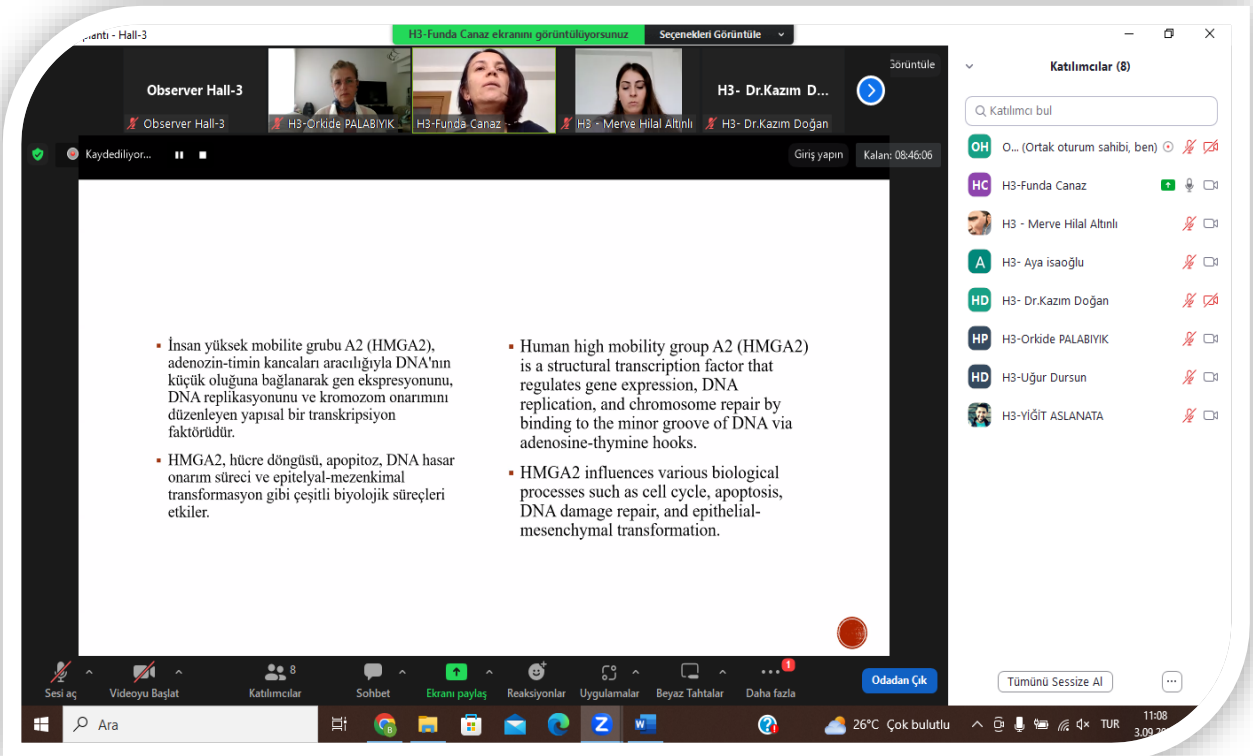 plantı - Hall-3
H3-Funda Canaz ekranını görüntülüyorsunuz
Seçenekleri Görüntüle
Observer Hall-3
Observer Hall-3
H3-Orkide PALABIYIK
H3-Funda Canaz
H3 - Merve Hilal Altınlı
H3- Dr.Kazım D...
H3- Dr.Kazım Doğan
Görüntüle
Kaydediliyor...
Giriş yapın
Kalan: 08:46:06
İnsan yüksek mobilite grubu A2 (HMGA2),
adenozin-timin kancaları aracılığıyla DNA'nın
küçük oluğuna bağlanarak gen ekspresyonunu,
DNA replikasyonunu ve kromozom onarımını
düzenleyen yapısal bir transkripsiyon
faktörüdür.
HMGA2, hücre döngüsü, apopitoz, DNA hasar
onarım süreci ve epitelyal-mezenkimal
transformasyon gibi çeşitli biyolojik süreçleri
etkiler.
Human high mobility group A2 (HMGA2)
is a structural transcription factor that
regulates gene expression, DNA
replication, and chromosome repair by
binding to the minor groove of DNA via
adenosine-thymine hooks.
HMGA2 influences various biological
processes such as cell cycle, apoptosis,
DNA damage repair, and epithelial-
mesenchymal transformation.
Katılımcılar (8)
Katılımcı bul
OH O... (Ortak oturum sahibi, ben)
HC H3-Funda Canaz
H3 - Merve Hilal Altınlı
A H3- Aya isaoğlu
HD H3- Dr.Kazım Doğan
HP H3-Orkide PALABIYIK
HD H3-Uğur Dursun
H3-YİĞİT ASLANATA
Tümünü Sessize Al
Sesi aç
Videoyu Başlat
8
Katılımcılar
Sohbet
Ekranı paylaş
Reaksiyonlar
Uygulamalar
Beyaz Tahtalar
1
Daha fazla
Odadan Çık
Ara
26°C Çok bulutlu
TUR
11:08
3.09.20